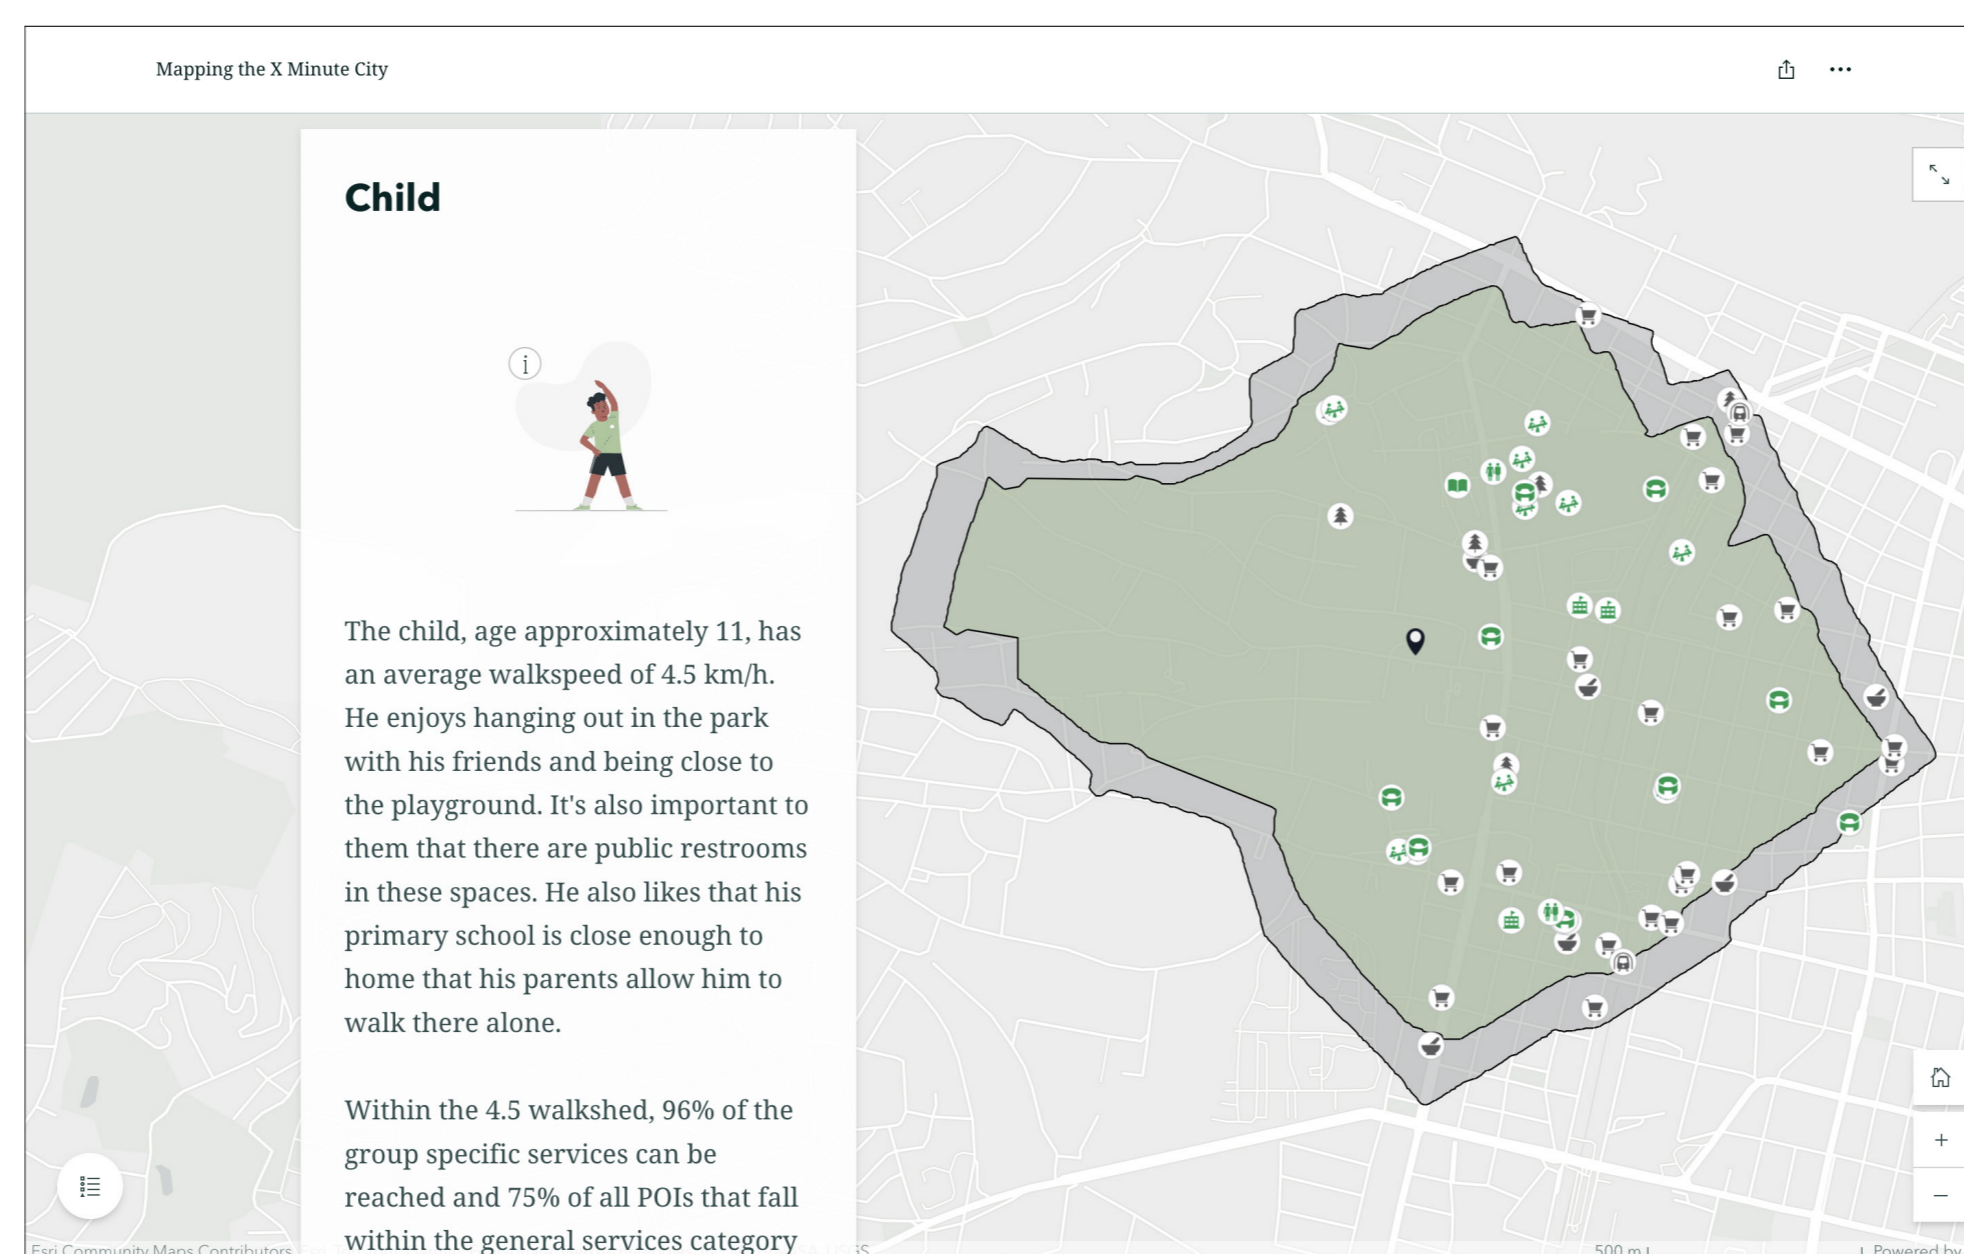 Mapping the X Minute City
Child
i
The child, age approximately 11, has
an average walkspeed of 4.5 km/h.
He enjoys hanging out in the park
with his friends and being close to
the playground. It's also important to
them that there are public restrooms
in these spaces. He also likes that his
primary school is close enough to
home that his parents allow him to
walk there alone.
Within the 4.5 walkshed, 96% of the
group specific services can be
reached and 75% of all POIs that fall
within the general services category
Esri Community Maps Contributors
500 m
Powered by